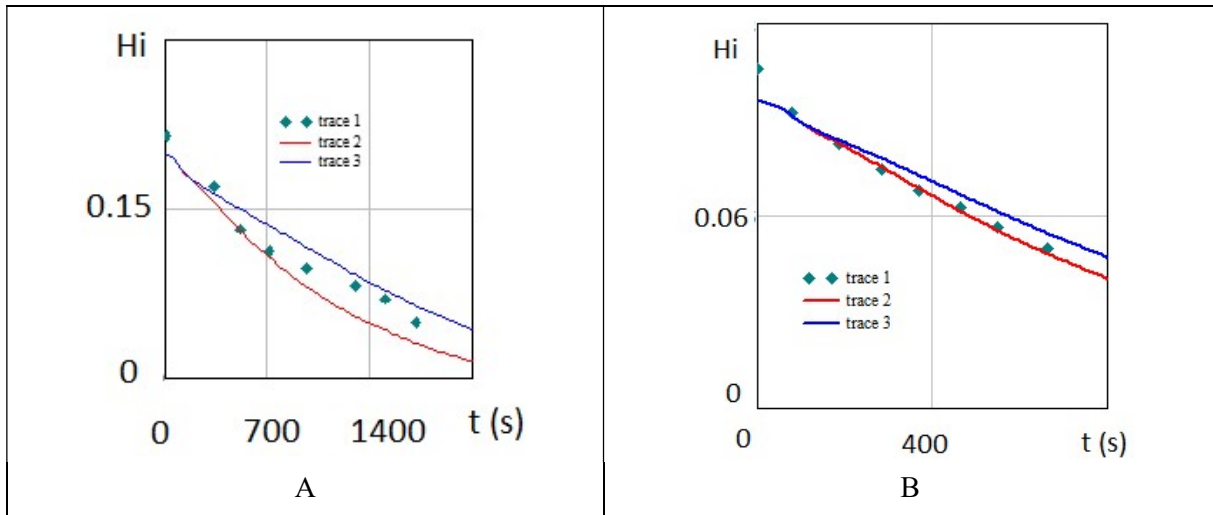 Hi
trace 1
trace 2
trace 3
0.15
0
0 700 1400 t (s)
A
Hi
0.06
trace 1
trace 2
trace 3
0
0 400 t (s)
B